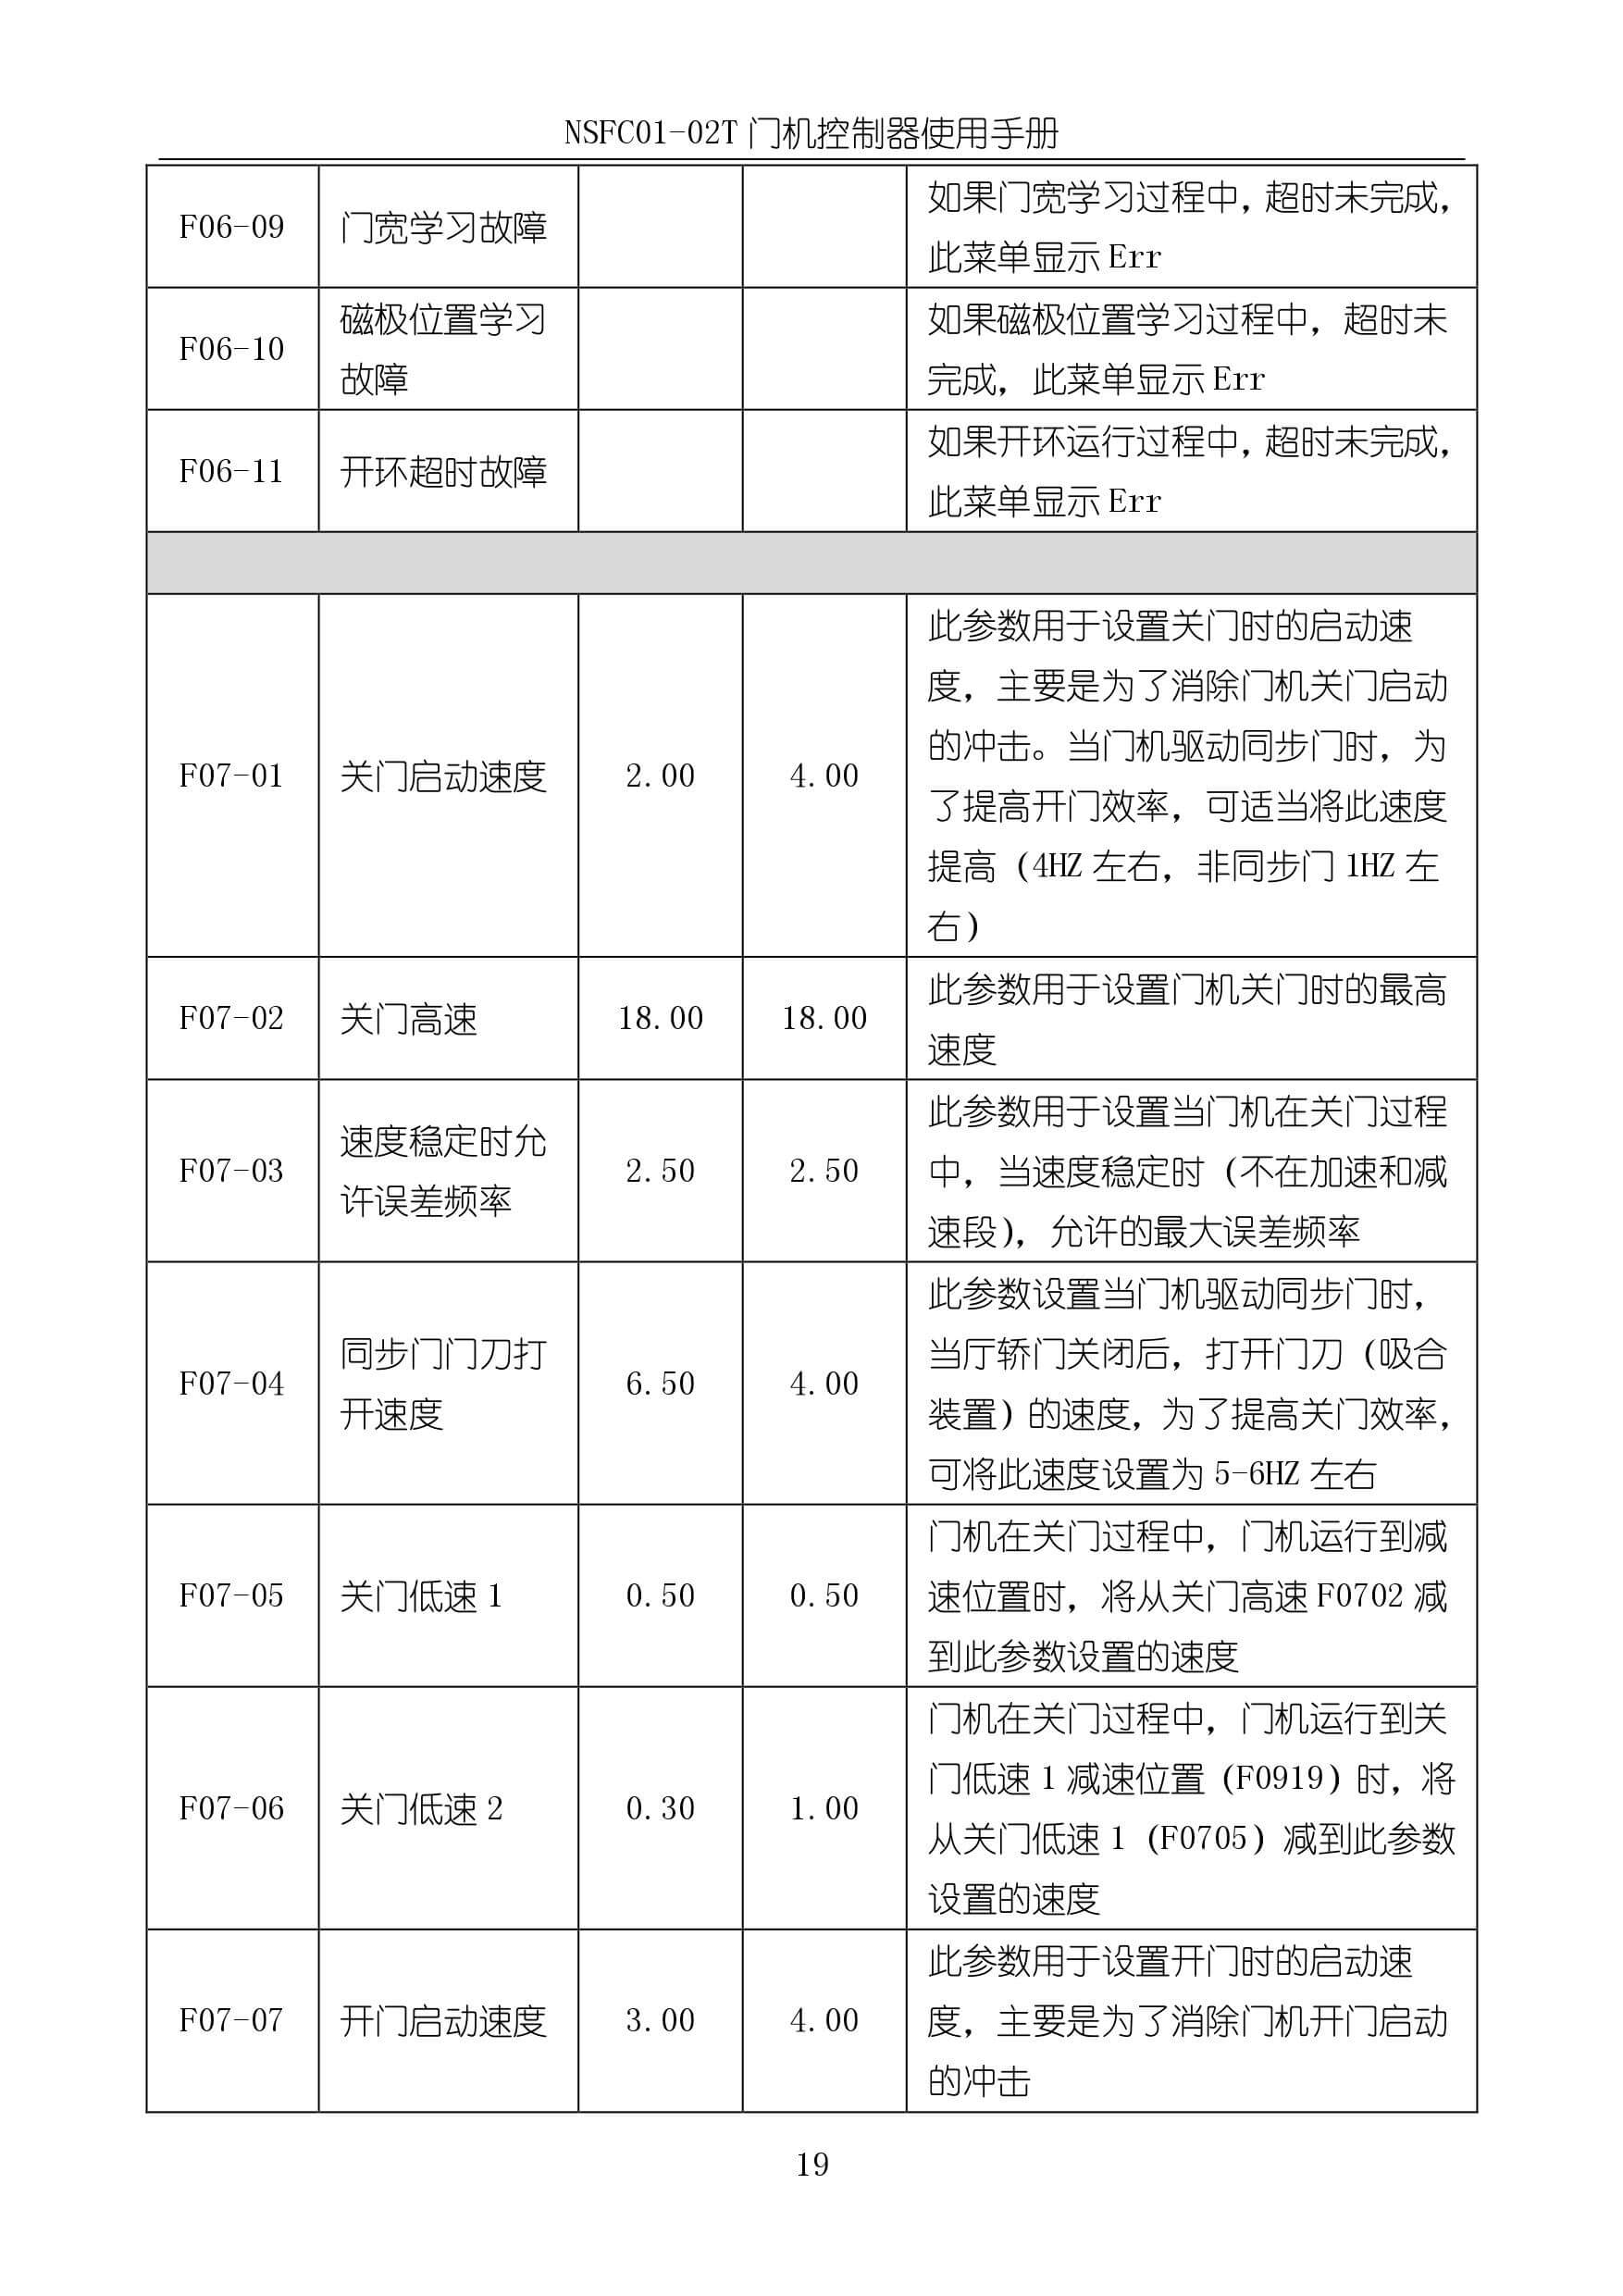 NSFC01-02T 门机控制器使用手册
F06-09
门宽学习故障
如果门宽学习过程中，超时未完成，
此菜单显示 Err
F06-10
磁极位置学习
故障
如果磁极位置学习过程中，超时未
完成，此菜单显示 Err
F06-11
开环超时故障
如果开环运行过程中，超时未完成，
此菜单显示 Err
F07-01
关门启动速度
2.00
4.00
此参数用于设置关门时的启动速
度，主要是为了消除门机关门启动
的冲击。当门机驱动同步门时，为
了提高开门效率，可适当将此速度
提高（4HZ 左右，非同步门 1HZ 左
右）
F07-02
关门高速
18.00
18.00
此参数用于设置门机关门时的最高
速度
F07-03
速度稳定时允
许误差频率
2.50
2.50
此参数用于设置当门机在关门过程
中，当速度稳定时（不在加速和减
速段），允许的最大误差频率
F07-04
同步门门刀打
开速度
6.50
4.00
此参数设置当门机驱动同步门时，
当厅轿门关闭后，打开门刀（吸合
装置）的速度，为了提高关门效率，
可将此速度设置为 5-6HZ 左右
F07-05
关门低速 1
0.50
0.50
门机在关门过程中，门机运行到减
速位置时，将从关门高速 F0702 减
到此参数设置的速度
F07-06
关门低速 2
0.30
1.00
门机在关门过程中，门机运行到关
门低速 1 减速位置（F0919）时，将
从关门低速 1（F0705）减到此参数
设置的速度
F07-07
开门启动速度
3.00
4.00
此参数用于设置开门时的启动速
度，主要是为了消除门机开门启动
的冲击
19